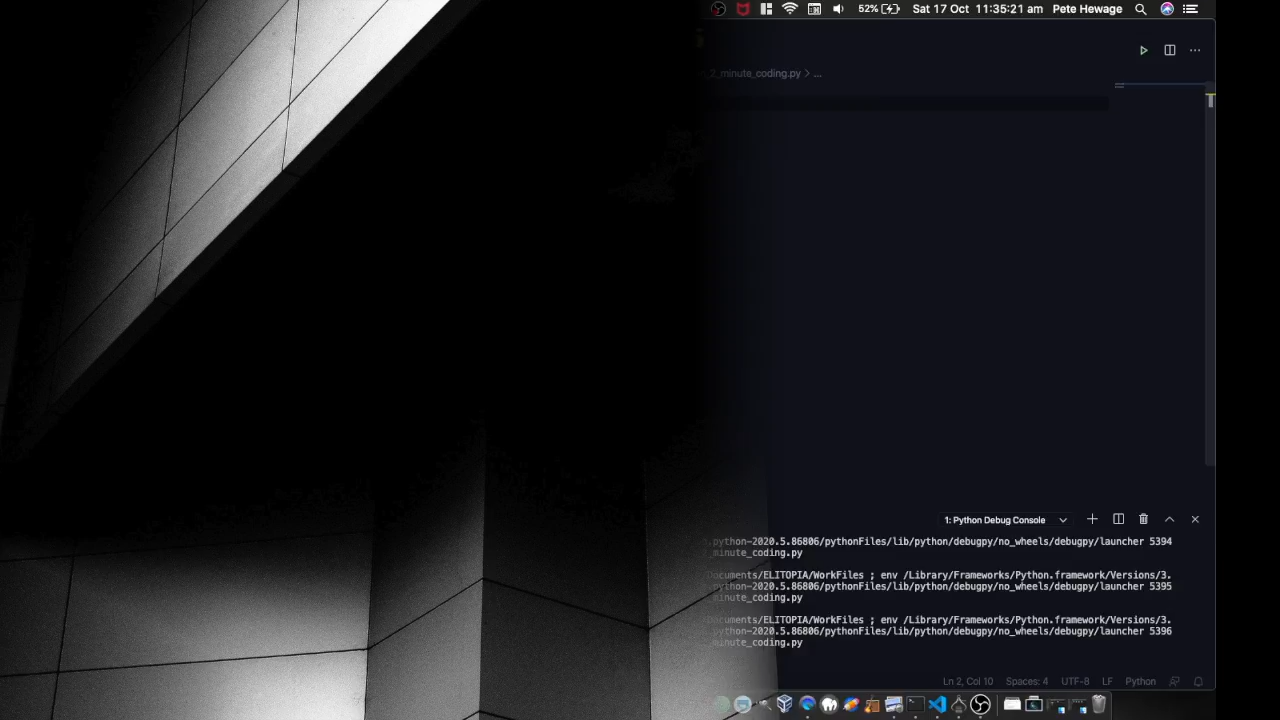 52% Sat 17 Oct 11:35:21 am Pete Hewage
_2_minute_coding.py > ...
1: Python Debug Console
.python-2020.5.86806/pythonFiles/lib/python/debugpy/no_wheels/debugpy/launcher 5394
_minute_coding.py
Documents/ELITOPIA/WorkFiles ; env /Library/Frameworks/Python.framework/Versions/3.
python-2020.5.86806/pythonFiles/lib/python/debugpy/no_wheels/debugpy/launcher 5395
minute_coding.py
Documents/ELITOPIA/WorkFiles ; env /Library/Frameworks/Python.framework/Versions/3.
python-2020.5.86806/pythonFiles/lib/python/debugpy/no_wheels/debugpy/launcher 5396
_minute_coding.py
Ln 2, Col 10 Spaces: 4 UTF-8 LF Python